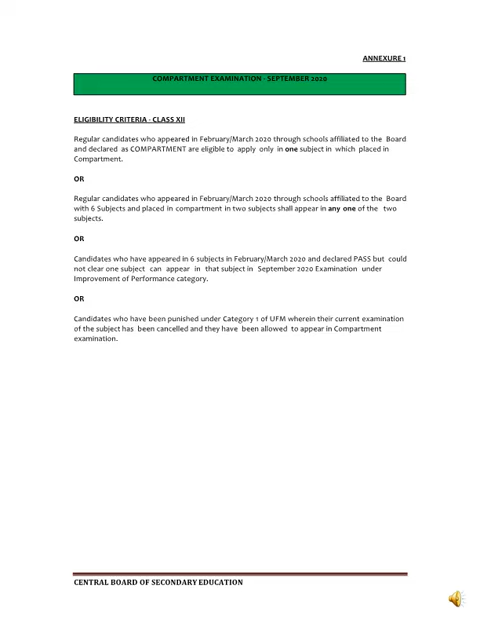 ANNEXURE 1
COMPARTMENT EXAMINATION - SEPTEMBER 2020
ELIGIBILITY CRITERIA - CLASS XII
Regular candidates who appeared in February/March 2020 through schools affiliated to the Board
and declared as COMPARTMENT are eligible to apply only in one subject in which placed in
Compartment.
OR
Regular candidates who appeared in February/March 2020 through schools affiliated to the Board
with 6 Subjects and placed in compartment in two subjects shall appear in any one of the two
subjects.
OR
Candidates who have appeared in 6 subjects in February/March 2020 and declared PASS but could
not clear one subject can appear in that subject in September 2020 Examination under
Improvement of Performance category.
OR
Candidates who have been punished under Category 1 of UFM wherein their current examination
of the subject has been cancelled and they have been allowed to appear in Compartment
examination.
CENTRAL BOARD OF SECONDARY EDUCATION